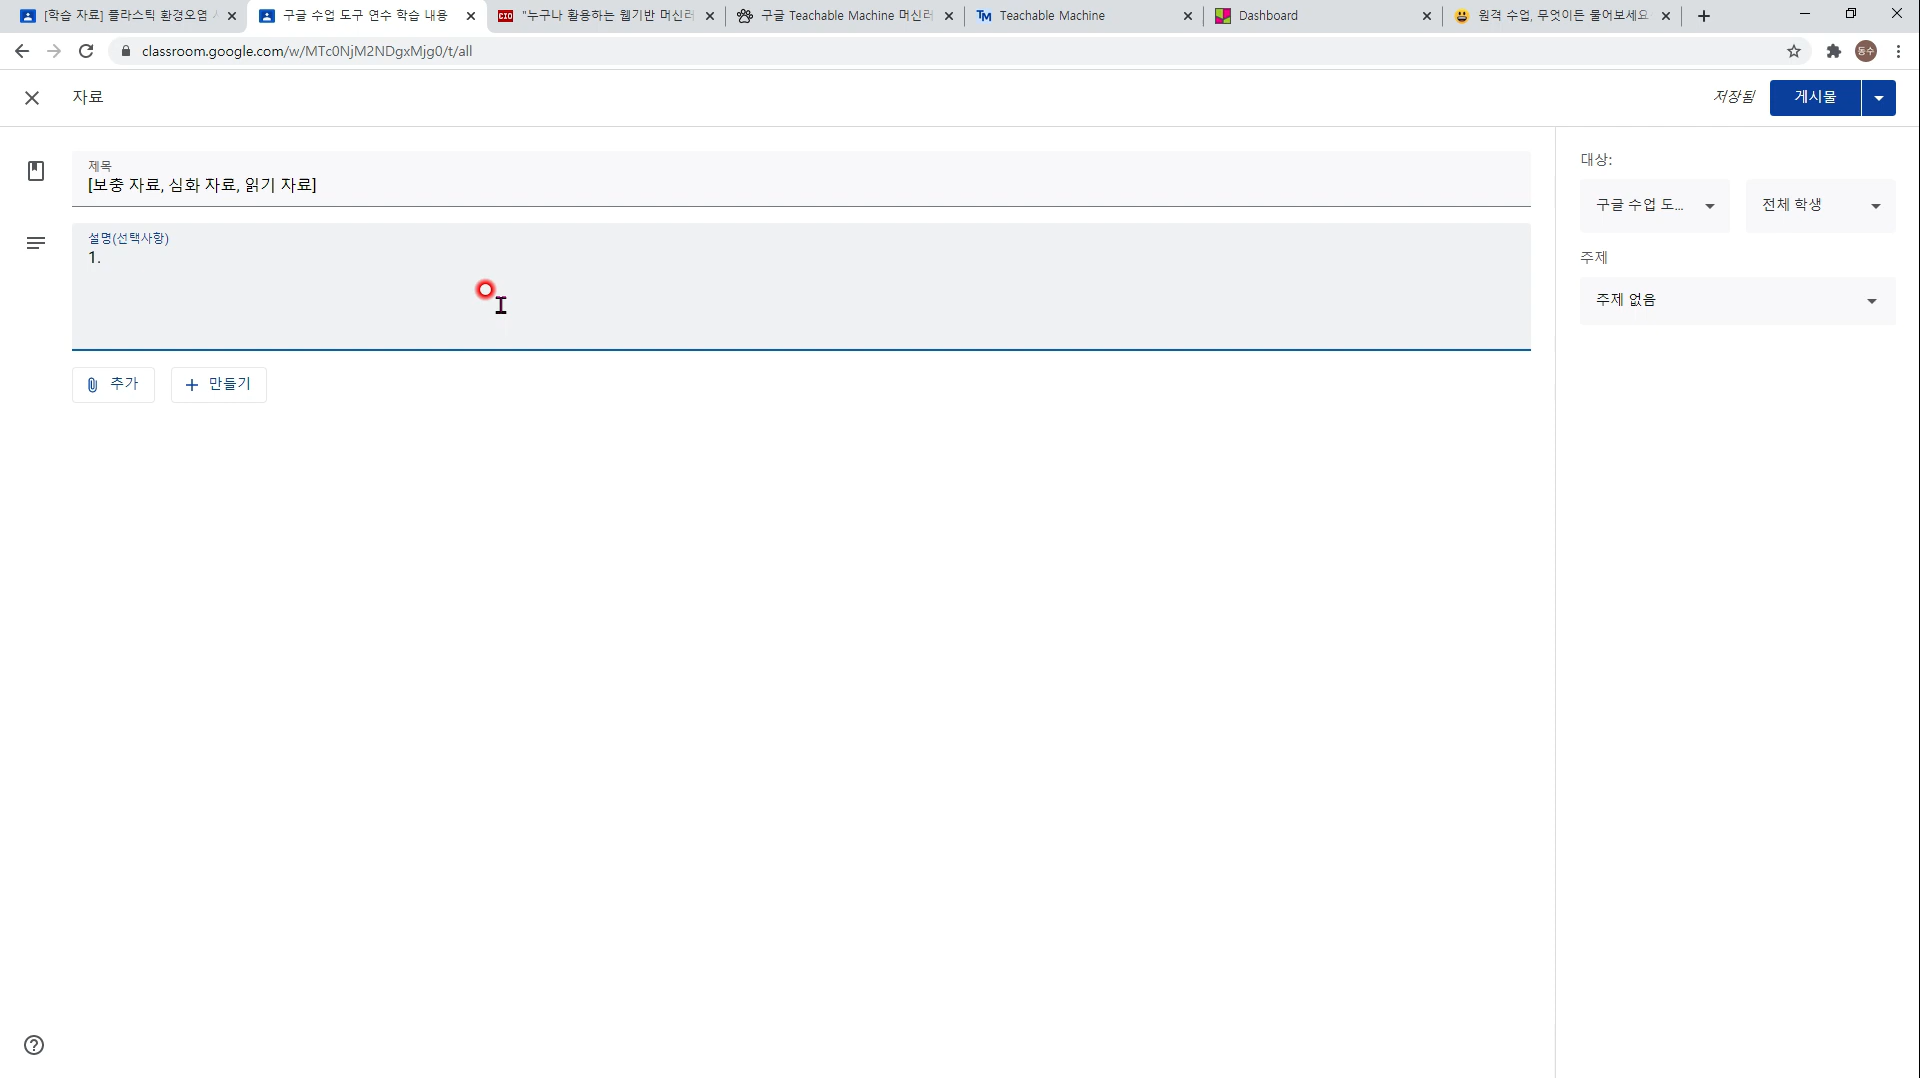 [학습 자료] 플라스틱 환경오염
구글 수업 도구 연수 학습 내용
CIO "누구나 활용하는 웹기반 머신러
구글 Teachable Machine 머신러
TM Teachable Machine
Dashboard
원격 수업, 무엇이든 물어보세요
classroom.google.com/w/MTc0NjM2NDgxMjg0/t/all
동수
자료
저장됨
게시물
제목
[보충 자료, 심화 자료, 읽기 자료]
설명(선택사항)
1.
추가
만들기
대상:
구글 수업 도...
전체 학생
주제
주제 없음